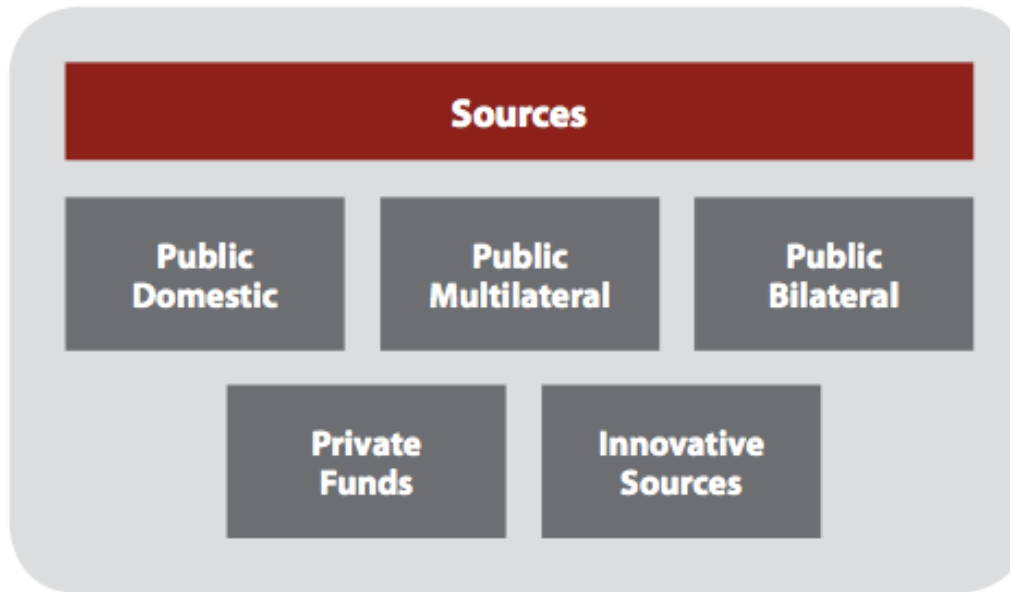 Sources
Public
Domestic
Public
Multilateral
Public
Bilateral
Private
Funds
Innovative
Sources